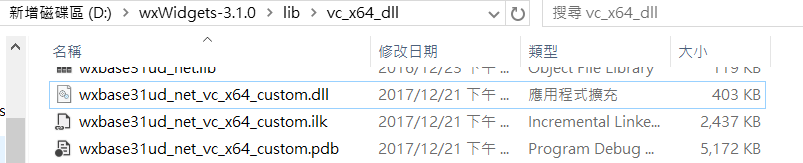 新增磁碟區 (D:) › wxWidgets-3.1.0 › lib › vc_x64_dll
搜尋 vc_x64_dll
名稱 修改日期 類型 大小
wxbase31ud_net.lib 2016/12/23 下午 ... Object File Library 119 KB
wxbase31ud_net_vc_x64_custom.dll 2017/12/21 下午 ... 應用程式擴充 403 KB
wxbase31ud_net_vc_x64_custom.ilk 2017/12/21 下午 ... Incremental Linke... 2,437 KB
wxbase31ud_net_vc_x64_custom.pdb 2017/12/21 下午 ... Program Debug ... 5,172 KB